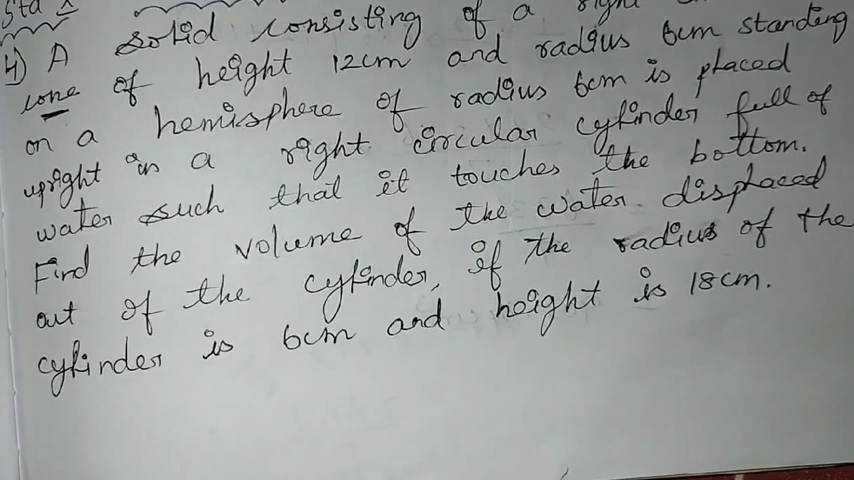 4) A solid consisting of a right
cone of height 12cm and radius 6cm standing
on a hemisphere of radius 6cm is placed
upright in a right circular cylinder full of
water such that it touches the bottom.
Find the volume of the water displaced
out of the cylinder, if the radius of the
cylinder is 6cm and height is 18cm.